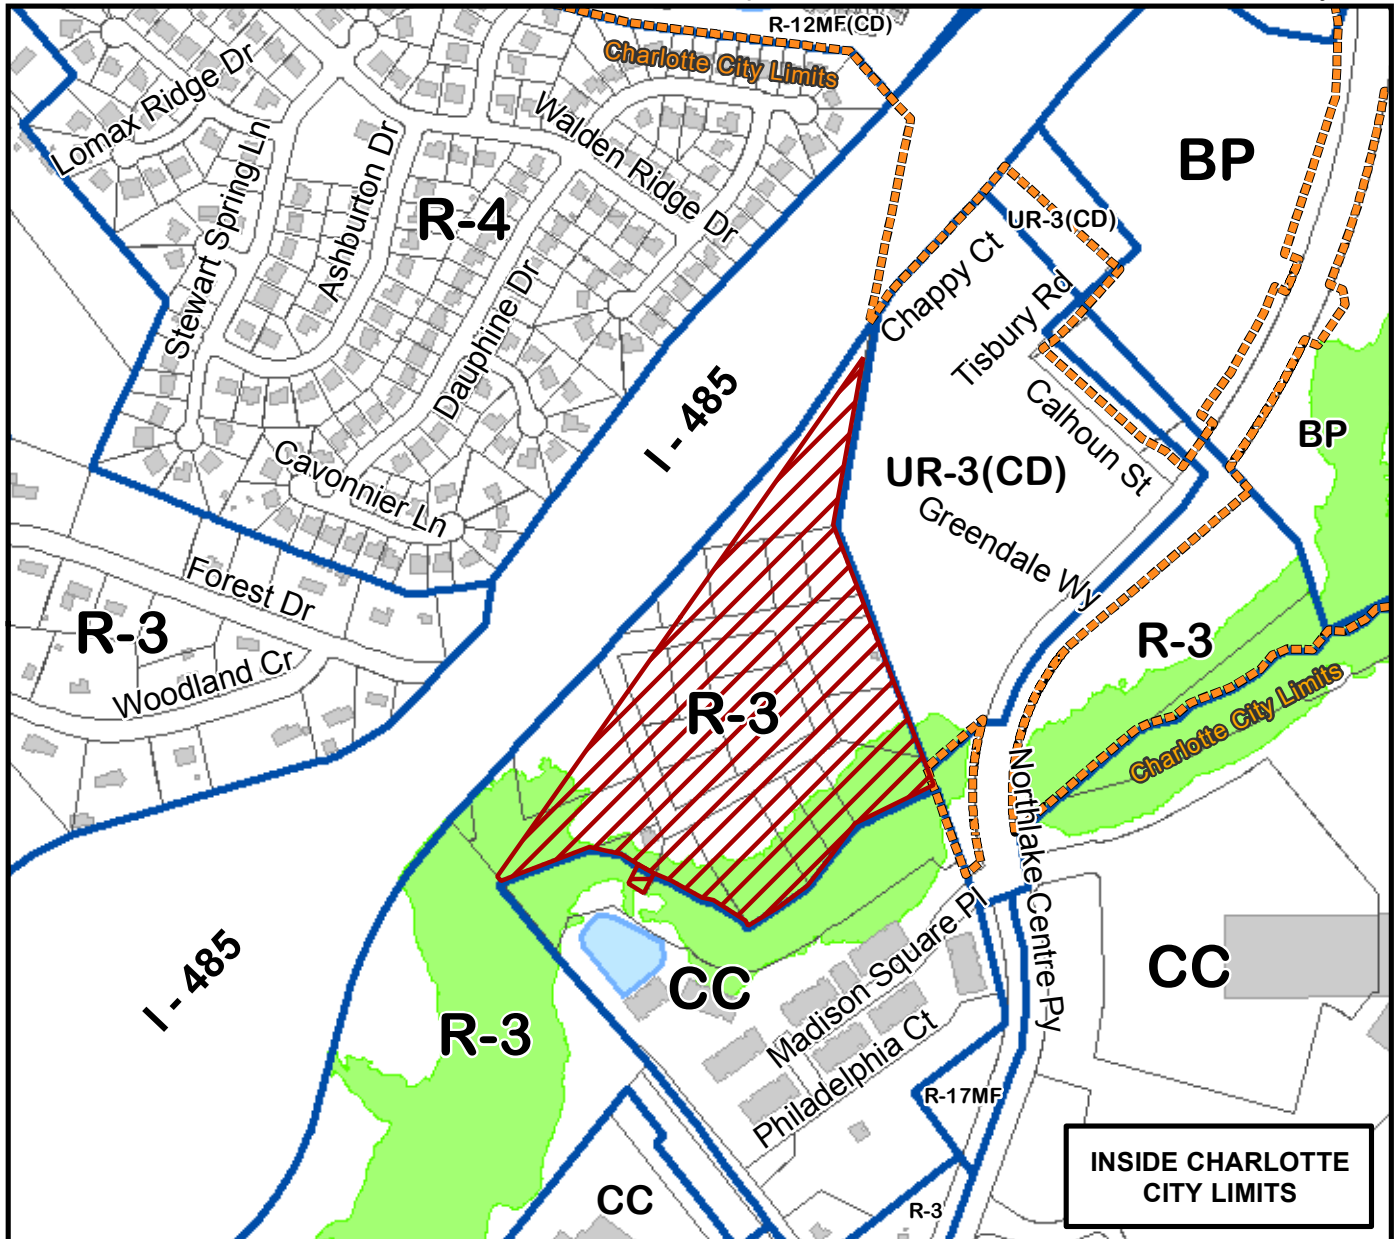 R-12MF(CD)
Charlotte City Limits
Lomax Ridge Dr
Walden Ridge Dr
Stewart Spring Ln
Ashburton Dr
R-4
BP
UR-3(CD)
Chappy Ct
Tisbury Rd
Dauphine Dr
I - 485
Calhoun St
BP
UR-3(CD)
Cavonnier Ln
Greendale Wy
Forest Dr
R-3
Woodland Cr
R-3
R-3
Charlotte City Limits
Northlake Centre Py
I - 485
R-3
CC
Madison Square Pl
Philadelphia Ct
CC
R-17MF
CC
R-3
INSIDE CHARLOTTE
CITY LIMITS